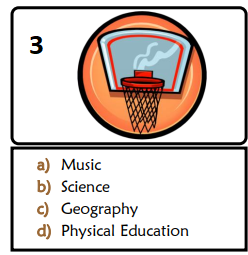 3
a) Music
b) Science
c) Geography
d) Physical Education